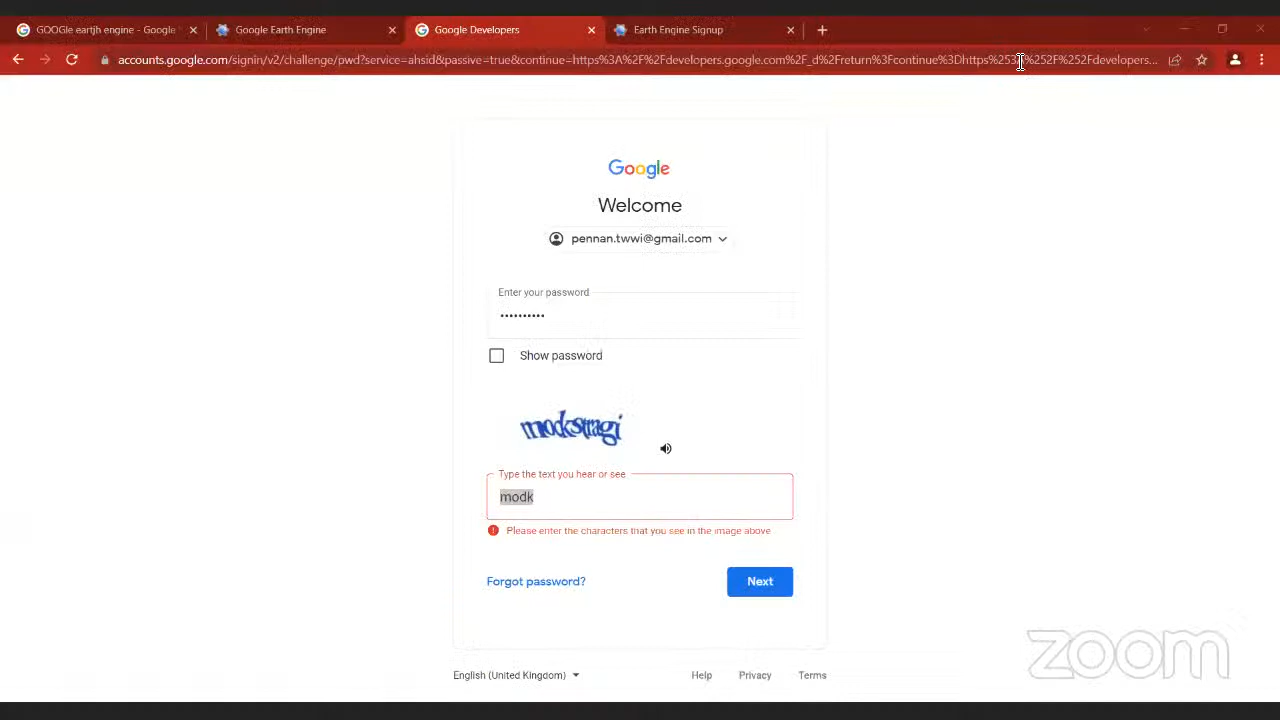 GOOGle eartjh engine - Google
Google Earth Engine
Google Developers
Earth Engine Signup
accounts.google.com/signin/v2/challenge/pwd?service=ahsid&passive=true&continue=https%3A%2F%2Fdevelopers.google.com%2F_d%2Freturn%3Fcontinue%3Dhttps%253A%252F%252Fdevelopers...
Google
Welcome
pennan.twwi@gmail.com
Enter your password
••••••••••
Show password
Type the text you hear or see
modk
Please enter the characters that you see in the image above
Forgot password?
Next
English (United Kingdom)
Help
Privacy
Terms
zoom